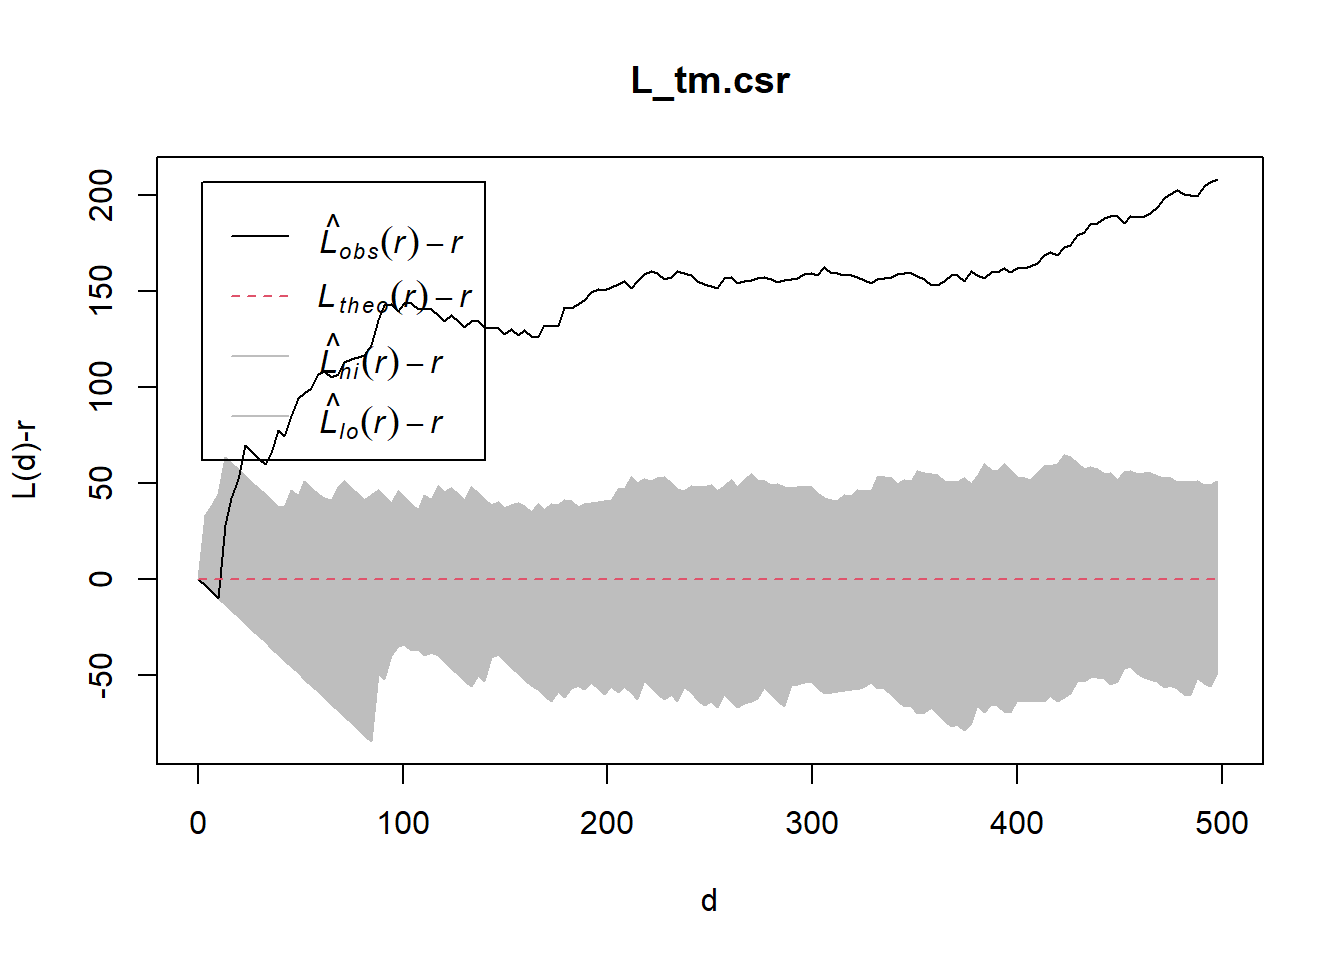 L_tm.csr
L̂obs(r) − r
Ltheo(r) − r
L̂hi(r) − r
L̂lo(r) − r
L(d)-r
200
150
100
50
0
-50
0 100 200 300 400 500
d